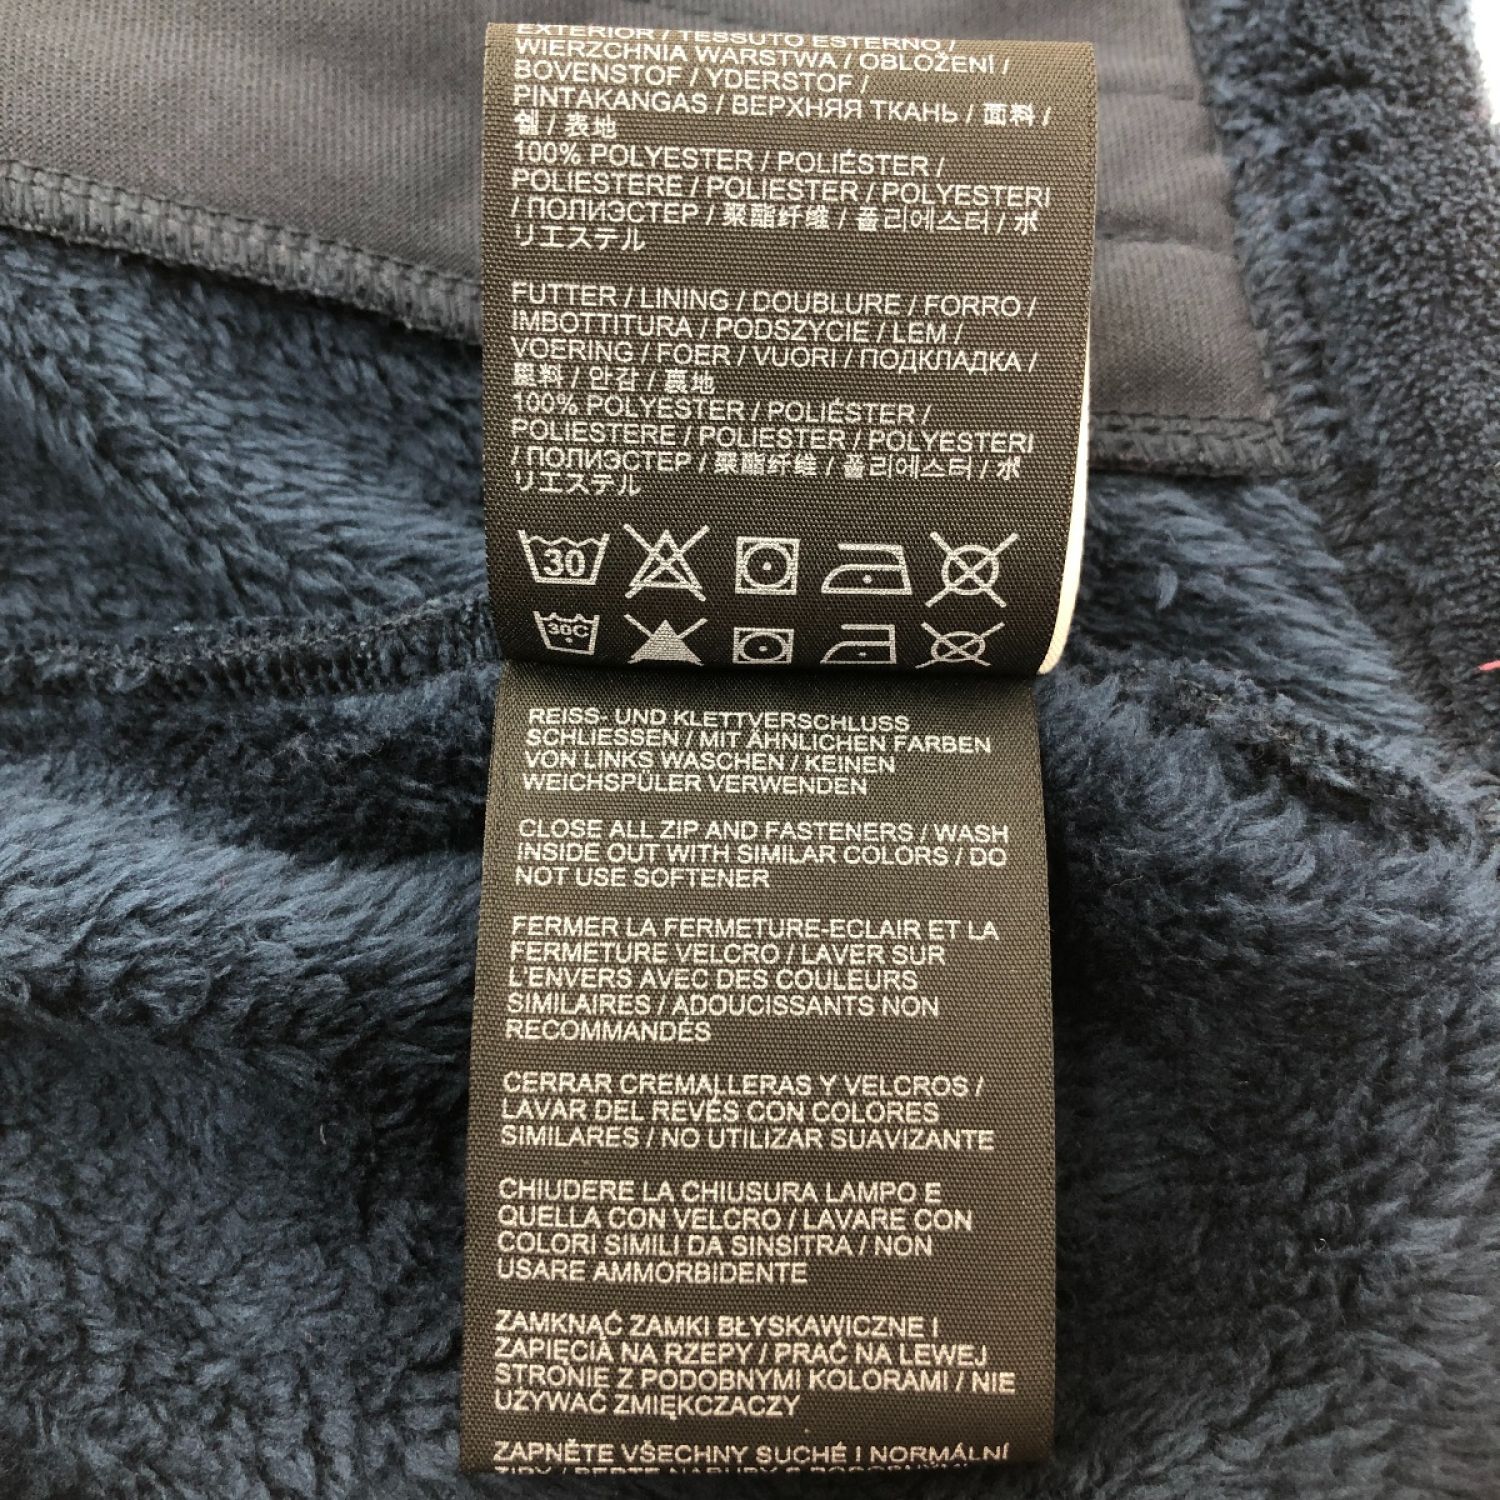 EXTERIOR / TESSUTO ESTERNO /
WIERZCHNIA WARSTWA / OBLOŽENÍ /
BOVENSTOF / YDERSTOF /
PINTAKANGAS / ВЕРХНЯЯ ТКАНЬ / 面料 /
쉘 / 表地
100% POLYESTER / POLIÉSTER /
POLIESTERE / POLIESTER / POLYESTERI
/ ПОЛИЭСТЕР / 聚酯纤维 / 폴리에스터 / ポ
リエステル
FUTTER / LINING / DOUBLURE / FORRO /
IMBOTTITURA / PODSZYCIE / LEM /
VOERING / FOER / VUORI / ПОДКЛАДКА /
里料 / 안감 / 裏地
100% POLYESTER / POLIÉSTER /
POLIESTERE / POLIESTER / POLYESTERI
/ ПОЛИЭСТЕР / 聚酯纤维 / 폴리에스터 / ポ
リエステル
30
30C
REISS- UND KLETTVERSCHLUSS
SCHLIESSEN / MIT ÄHNLICHEN FARBEN
VON LINKS WASCHEN / KEINEN
WEICHSPÜLER VERWENDEN
CLOSE ALL ZIP AND FASTENERS / WASH
INSIDE OUT WITH SIMILAR COLORS / DO
NOT USE SOFTENER
FERMER LA FERMETURE-ECLAIR ET LA
FERMETURE VELCRO / LAVER SUR
L'ENVERS AVEC DES COULEURS
SIMILAIRES / ADOUCISSANTS NON
RECOMMANDÉS
CERRAR CREMALLERAS Y VELCROS /
LAVAR DEL REVÉS CON COLORES
SIMILARES / NO UTILIZAR SUAVIZANTE
CHIUDERE LA CHIUSURA LAMPO E
QUELLA CON VELCRO / LAVARE CON
COLORI SIMILI DA SINSITRA / NON
USARE AMMORBIDENTE
ZAMKNĄĆ ZAMKI BŁYSKAWICZNE I
ZAPIĘCIA NA RZEPY / PRAĆ NA LEWEJ
STRONIE Z PODOBNYMI KOLORAMI / NIE
UŻYWAĆ ZMIĘKCZACZY
ZAPNĚTE VŠECHNY SUCHÉ I NORMÁLNÍ